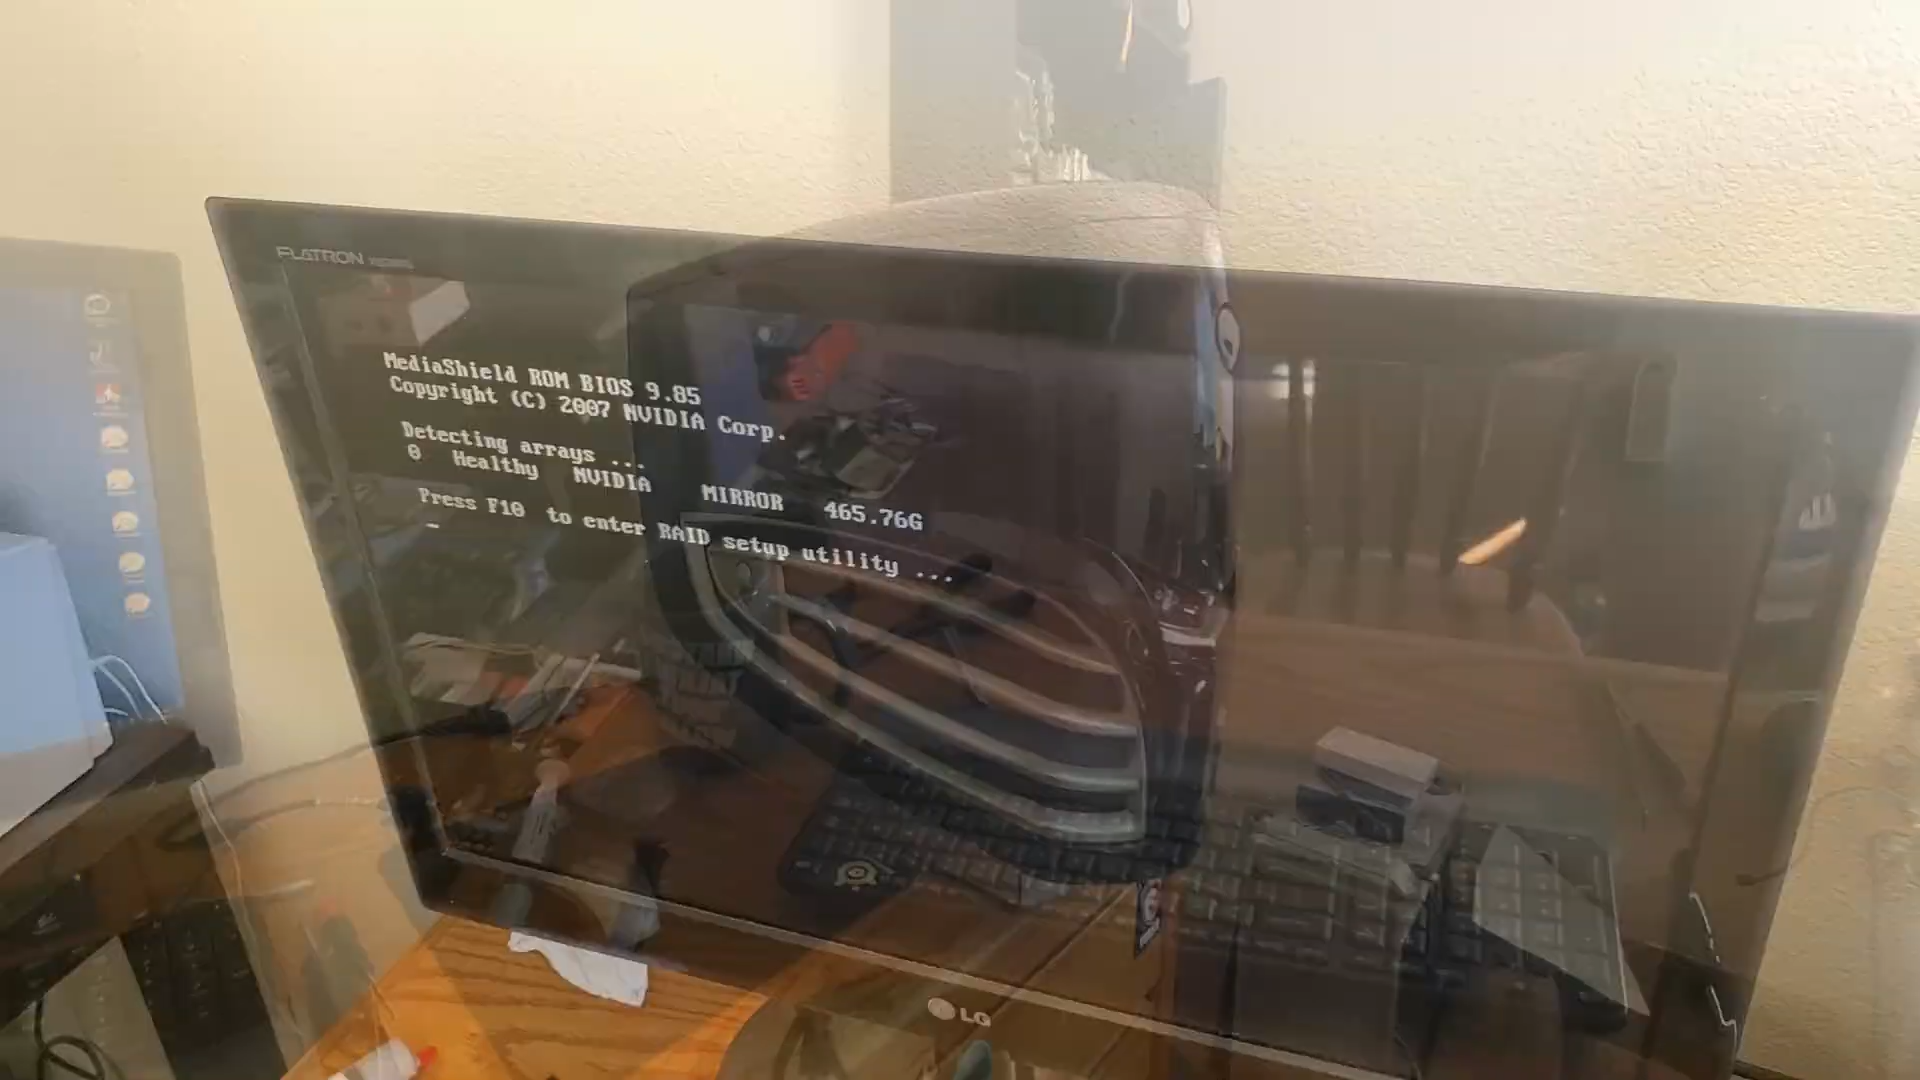 FLATRON
MediaShield ROM BIOS 9.85
Copyright (C) 2007 NVIDIA Corp.
Detecting arrays ...
0 Healthy NVIDIA MIRROR 465.76G
Press F10 to enter RAID setup utility ...
LG